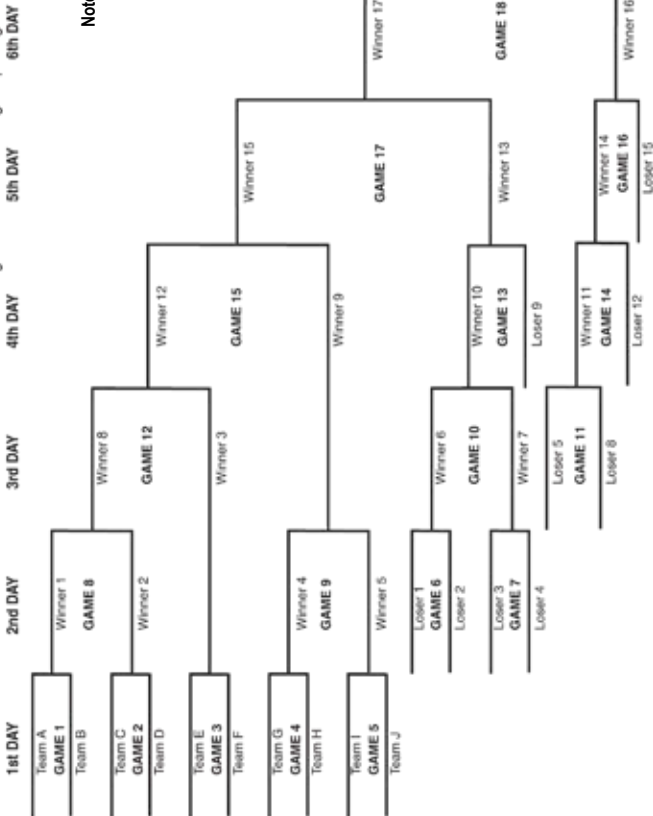 1st DAY
2nd DAY
3rd DAY
4th DAY
5th DAY
6th DAY
Note
Team A
GAME 1
Team B
Team C
GAME 2
Team D
Team E
GAME 3
Team F
Team G
GAME 4
Team H
Team I
GAME 5
Team J
Winner 1
GAME 8
Winner 2
Winner 4
GAME 9
Winner 5
Loser 1
GAME 6
Loser 2
Loser 3
GAME 7
Loser 4
Winner 8
GAME 12
Winner 3
Winner 6
GAME 10
Winner 7
Loser 5
GAME 11
Loser 8
Winner 12
GAME 15
Winner 9
Winner 10
GAME 13
Loser 9
Winner 11
GAME 14
Loser 12
Winner 15
GAME 17
Winner 13
Winner 14
GAME 16
Loser 15
Winner 17
GAME 18
Winner 16